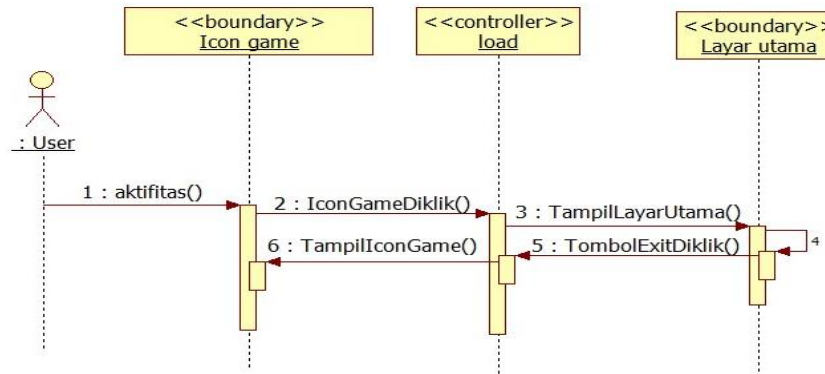 <<boundary>>
Icon game
<<controller>>
load
<<boundary>>
Layar utama
: User
1 : aktifitas()
2 : IconGameDiklik()
3 : TampilLayarUtama()
4
5 : TombolExitDiklik()
6 : TampilIconGame()